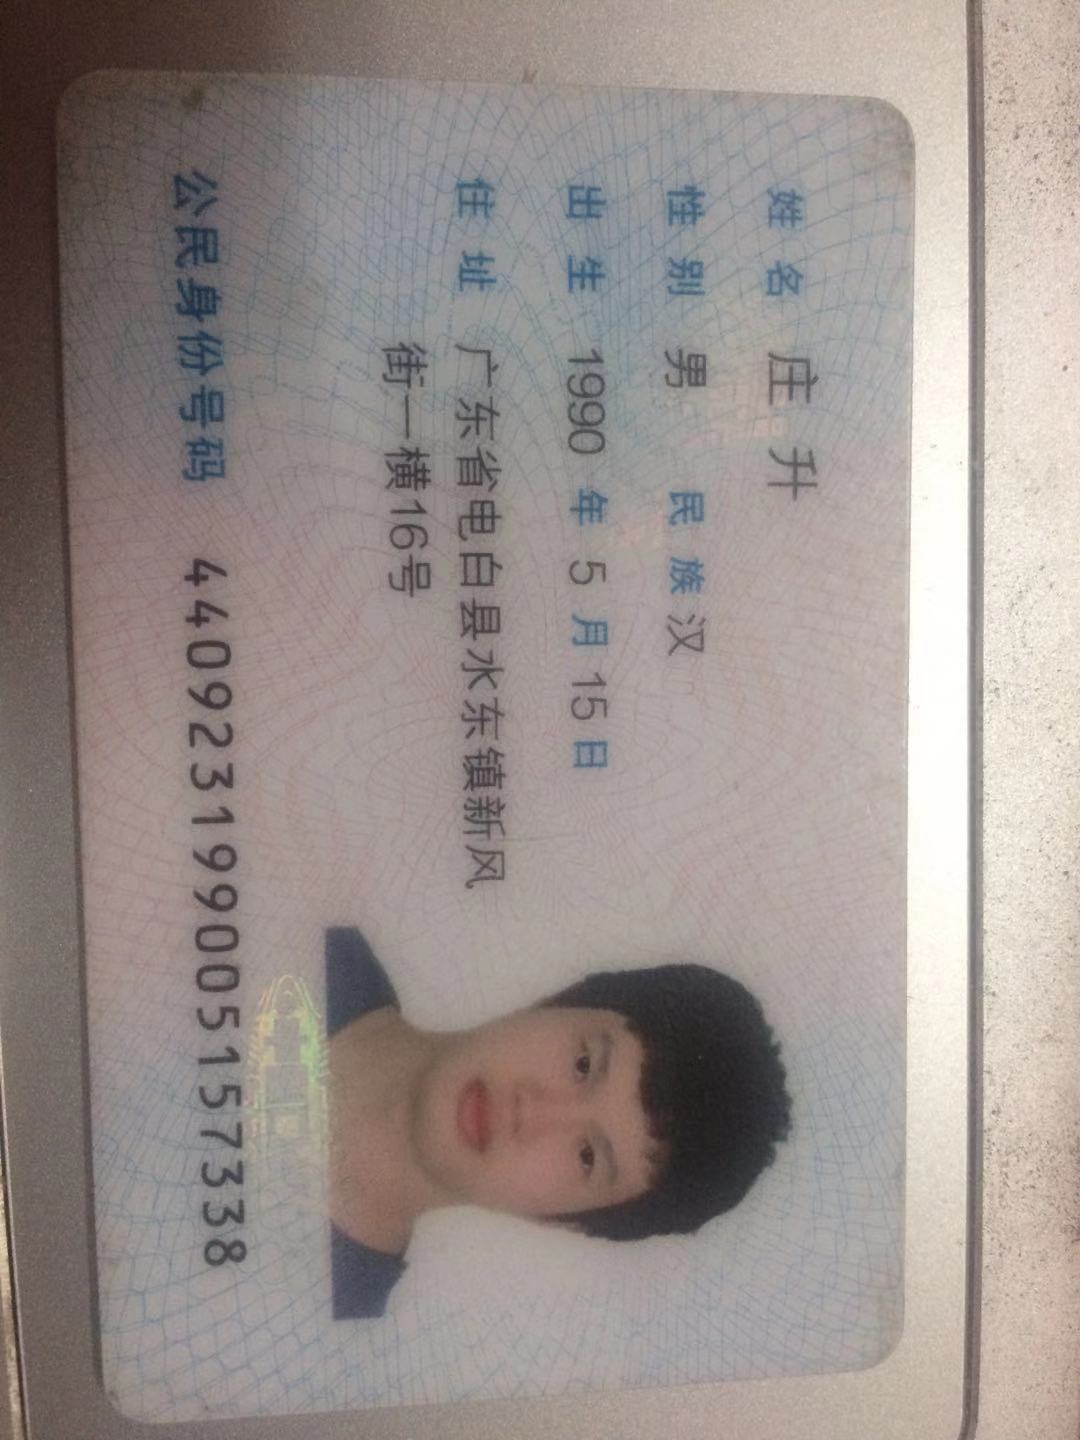 姓名 庄升
性别 男 民族 汉
出生 1990 年 5 月 15 日
住址 广东省电白县水东镇新风
街一横16号
公民身份号码 440923199005157338